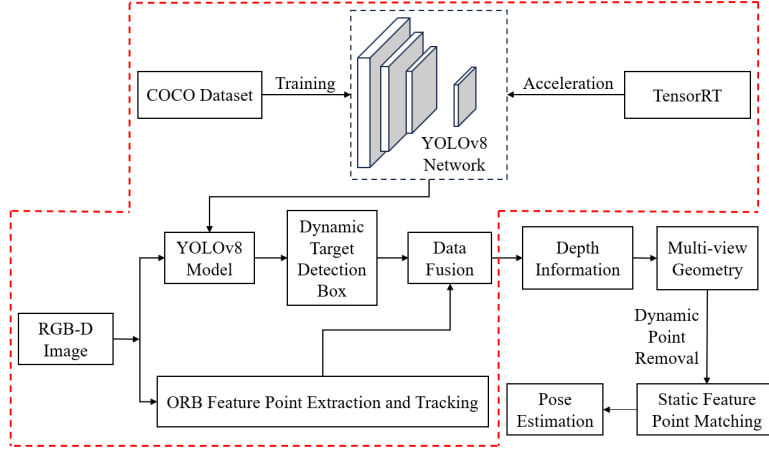 COCO Dataset
Training
YOLOv8
Network
Acceleration
TensorRT
YOLOv8
Model
Dynamic
Target
Detection
Box
Data
Fusion
Depth
Information
Multi-view
Geometry
RGB-D
Image
Dynamic
Point
Removal
ORB Feature Point Extraction and Tracking
Pose
Estimation
Static Feature
Point Matching